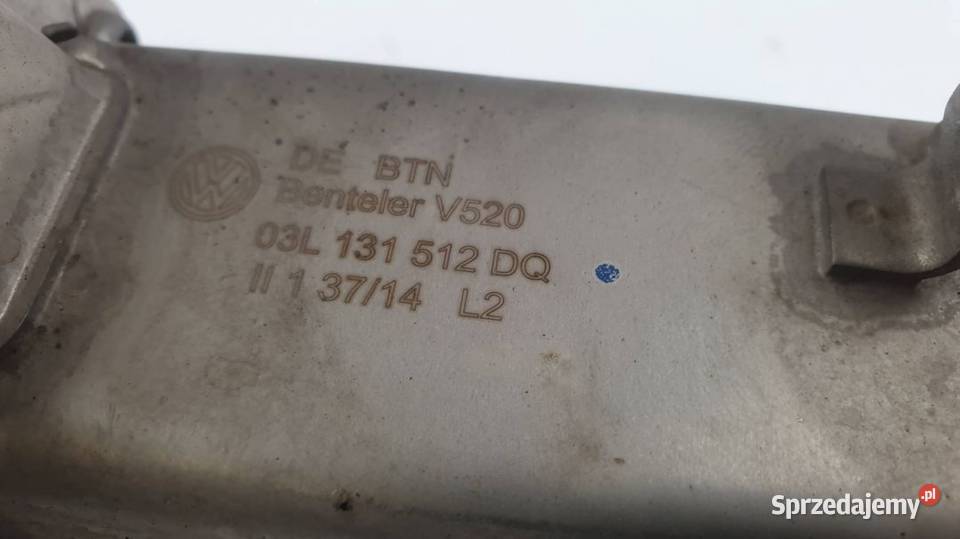 DE BTN
Benteler V520
03L 131 512 DQ
II 1 37/14 L2
Sprzedajemy.pl